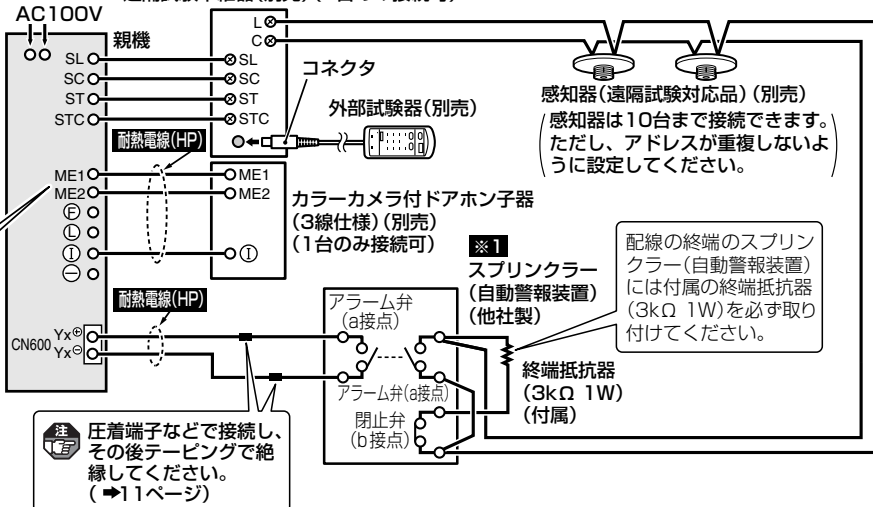 AC100V
親機
SL
SC
ST
STC
ME1
ME2
Ⓕ
Ⓛ
Ⓘ
㊀
CN600
Yx⊕
Yx⊖
耐熱電線(HP)
耐熱電線(HP)
L
C
SL
SC
ST
STC
コネクタ
外部試験器(別売)
ME1
ME2
Ⓘ
カラーカメラ付ドアホン子器
(3線仕様)(別売)
(1台のみ接続可)
感知器(遠隔試験対応品)(別売)
感知器は10台まで接続できます。
ただし、アドレスが重複しないよ
うに設定してください。
※1
スプリンクラー
(自動警報装置)
(他社製)
配線の終端のスプリン
クラー(自動警報装置)
には付属の終端抵抗器
(3kΩ 1W)を必ず取り
付けてください。
アラーム弁
(a接点)
アラーム弁(a接点)
閉止弁
(b接点)
終端抵抗器
(3kΩ 1W)
(付属)
注
圧着端子などで接続し、
その後テーピングで絶
縁してください。
(➡11ページ)